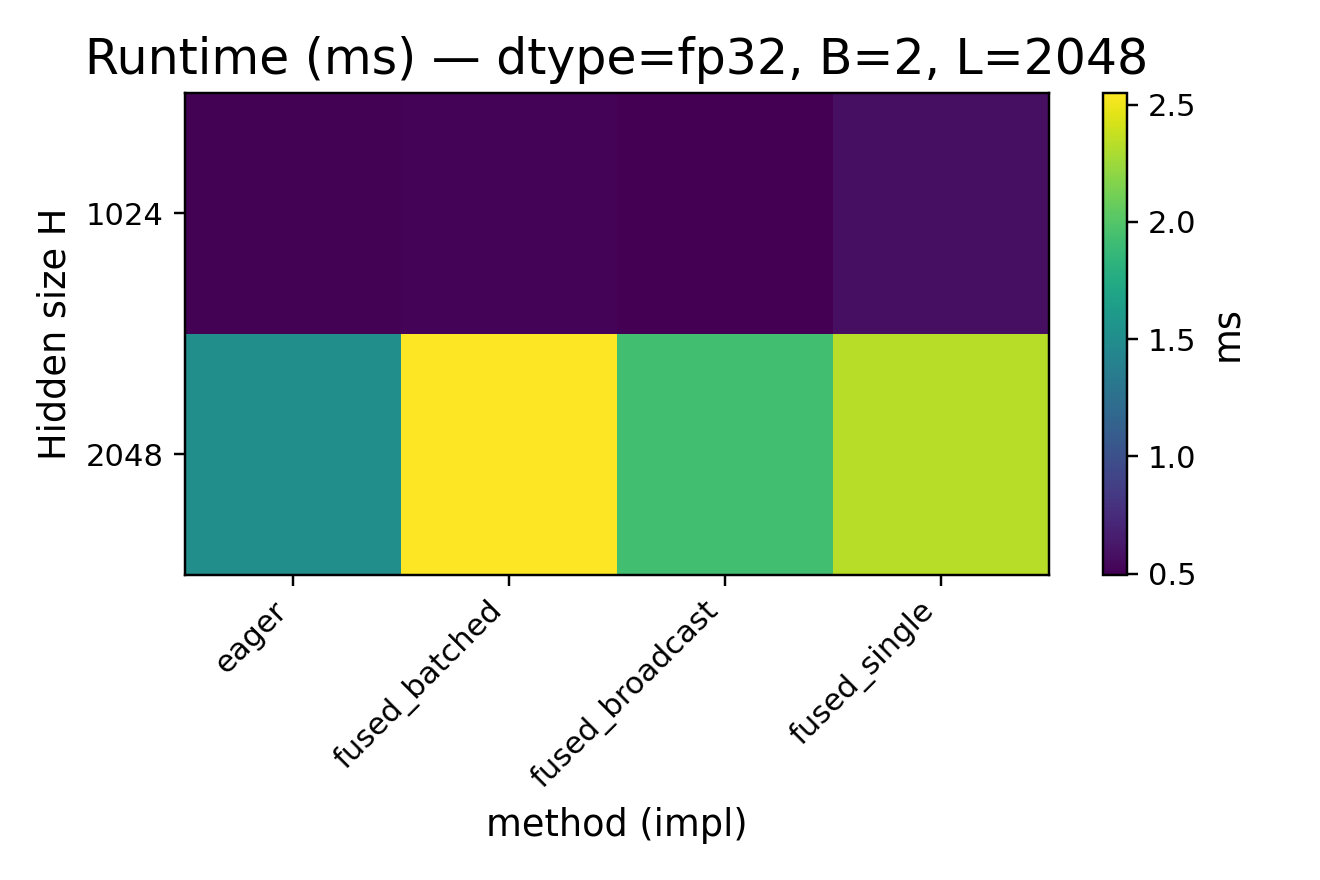 Runtime (ms) — dtype=fp32, B=2, L=2048
Hidden size H
1024
2048
eager
fused_batched
fused_broadcast
fused_single
method (impl)
2.5
2.0
1.5
1.0
0.5
ms